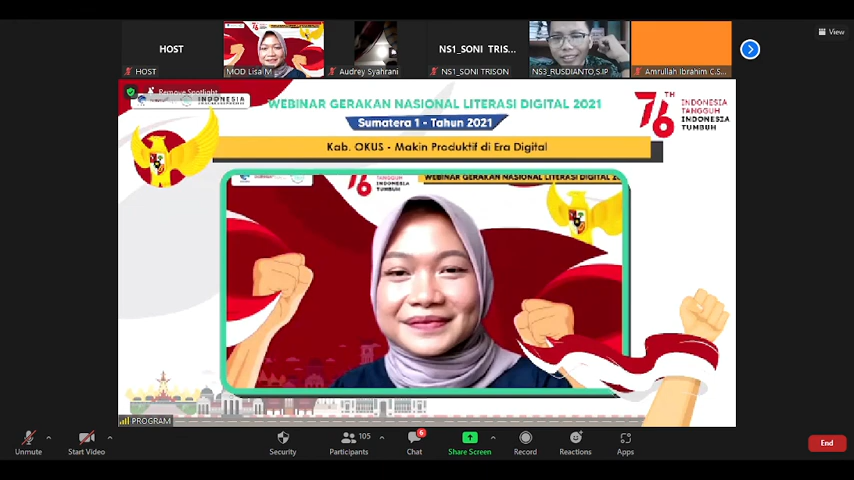 View
HOST
NS1_SONI TRIS...
HOST
MOD Lisa M
Audrey Syahrani
NS1_SONI TRISON
NS3_RUSDIANTO,S.IP
Amrullah Ibrahim C.S...
Remove Spotlight
INDONESIA
WEBINAR GERAKAN NASIONAL LITERASI DIGITAL 2021
Sumatera 1 - Tahun 2021
Kab. OKUS - Makin Produktif di Era Digital
76TH
INDONESIA
TANGGUH
INDONESIA
TUMBUH
76
TANGGUH
INDONESIA
TUMBUH
WEBINAR GERAKAN NASIONAL LITERASI DIGITAL 20
PROGRAM
Unmute
Start Video
Security
105
Participants
6
Chat
Share Screen
Record
Reactions
Apps
End